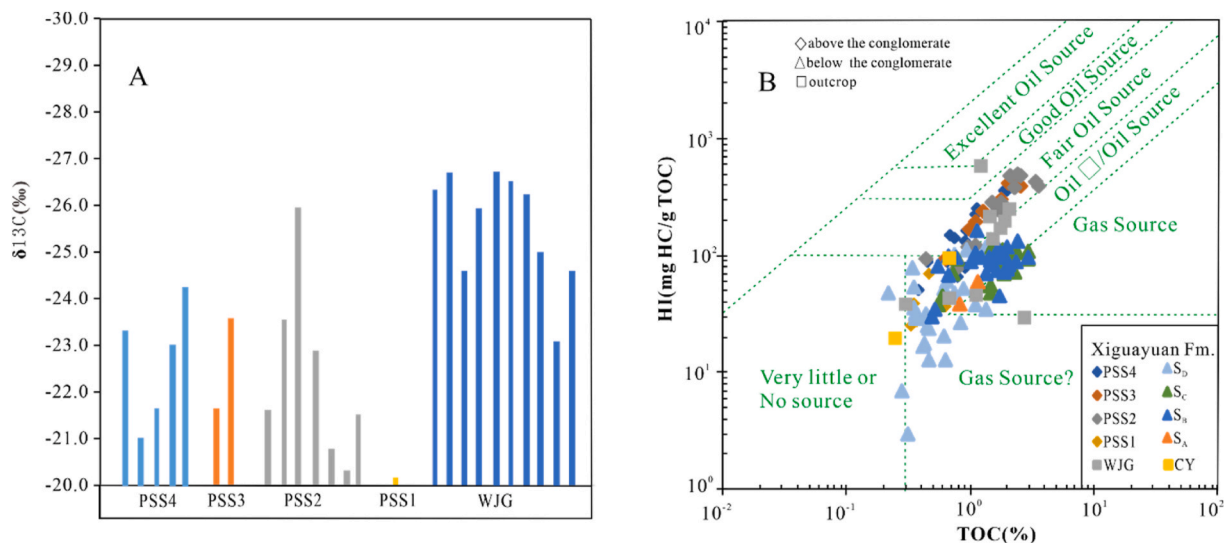 A
-30.0
-29.0
-28.0
-27.0
-26.0
-25.0
-24.0
-23.0
-22.0
-21.0
-20.0
δ13C(‰)
PSS4 PSS3 PSS2 PSS1 WJG
B
◇above the conglomerate
△below the conglomerate
□outcrop
Excellent Oil Source
Good Oil Source
Fair Oil Source
Oil □/Oil Source
Gas Source
Gas Source?
Very little or
No source
10⁴
10³
10²
10¹
10⁰
HI(mg HC/g TOC)
Xiguayuan Fm.
PSS4 S_D
PSS3 S_C
PSS2 S_B
PSS1 S_A
WJG CY
10⁻² 10⁻¹ 10⁰ 10¹ 10²
TOC(%)